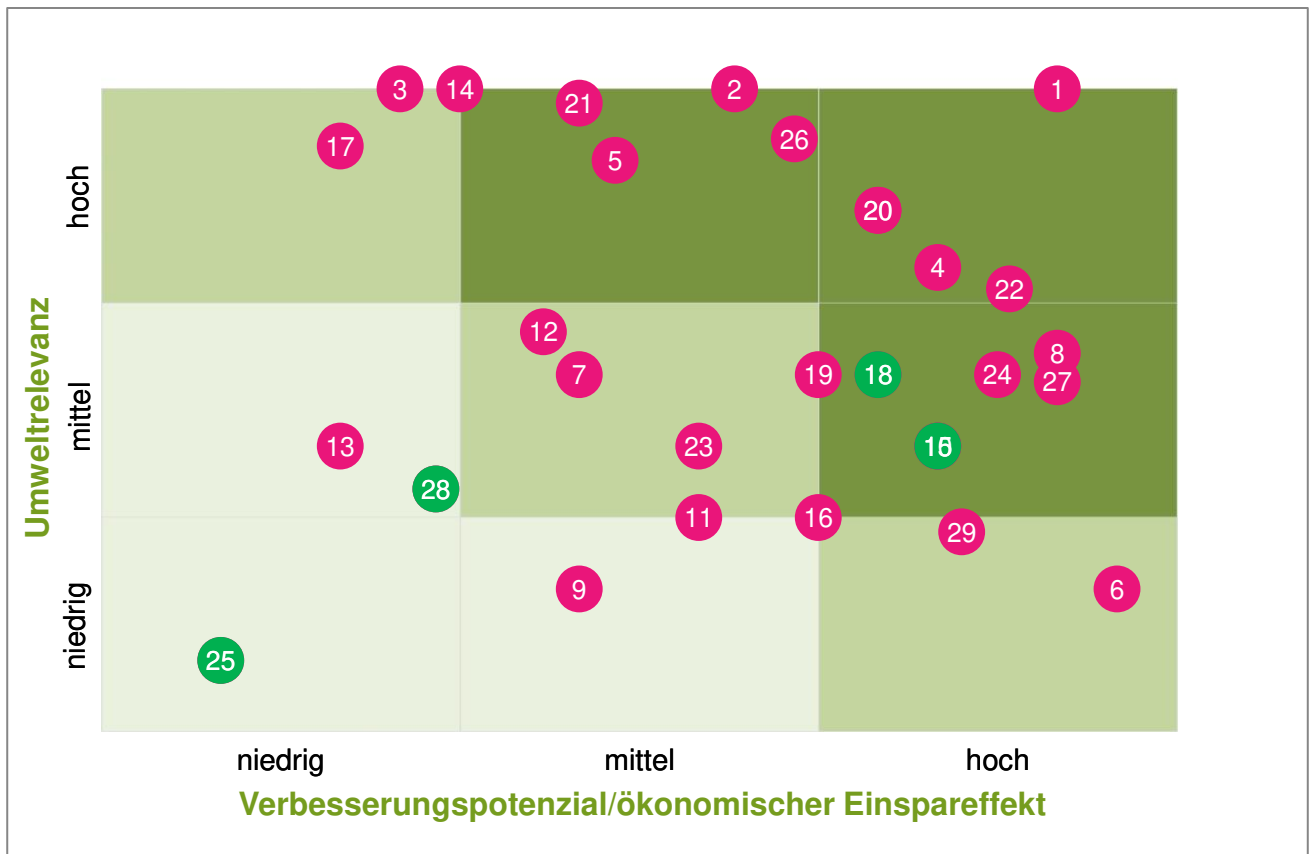 3 14 21 2 1
17 5 26
hoch
20
4
22
Umweltrelevanz
12
7 19 18 24 8
27
mittel
13 23
28
11 16 29
9 6
niedrig
25
niedrig mittel hoch
Verbesserungspotenzial/ökonomischer Einspareffekt